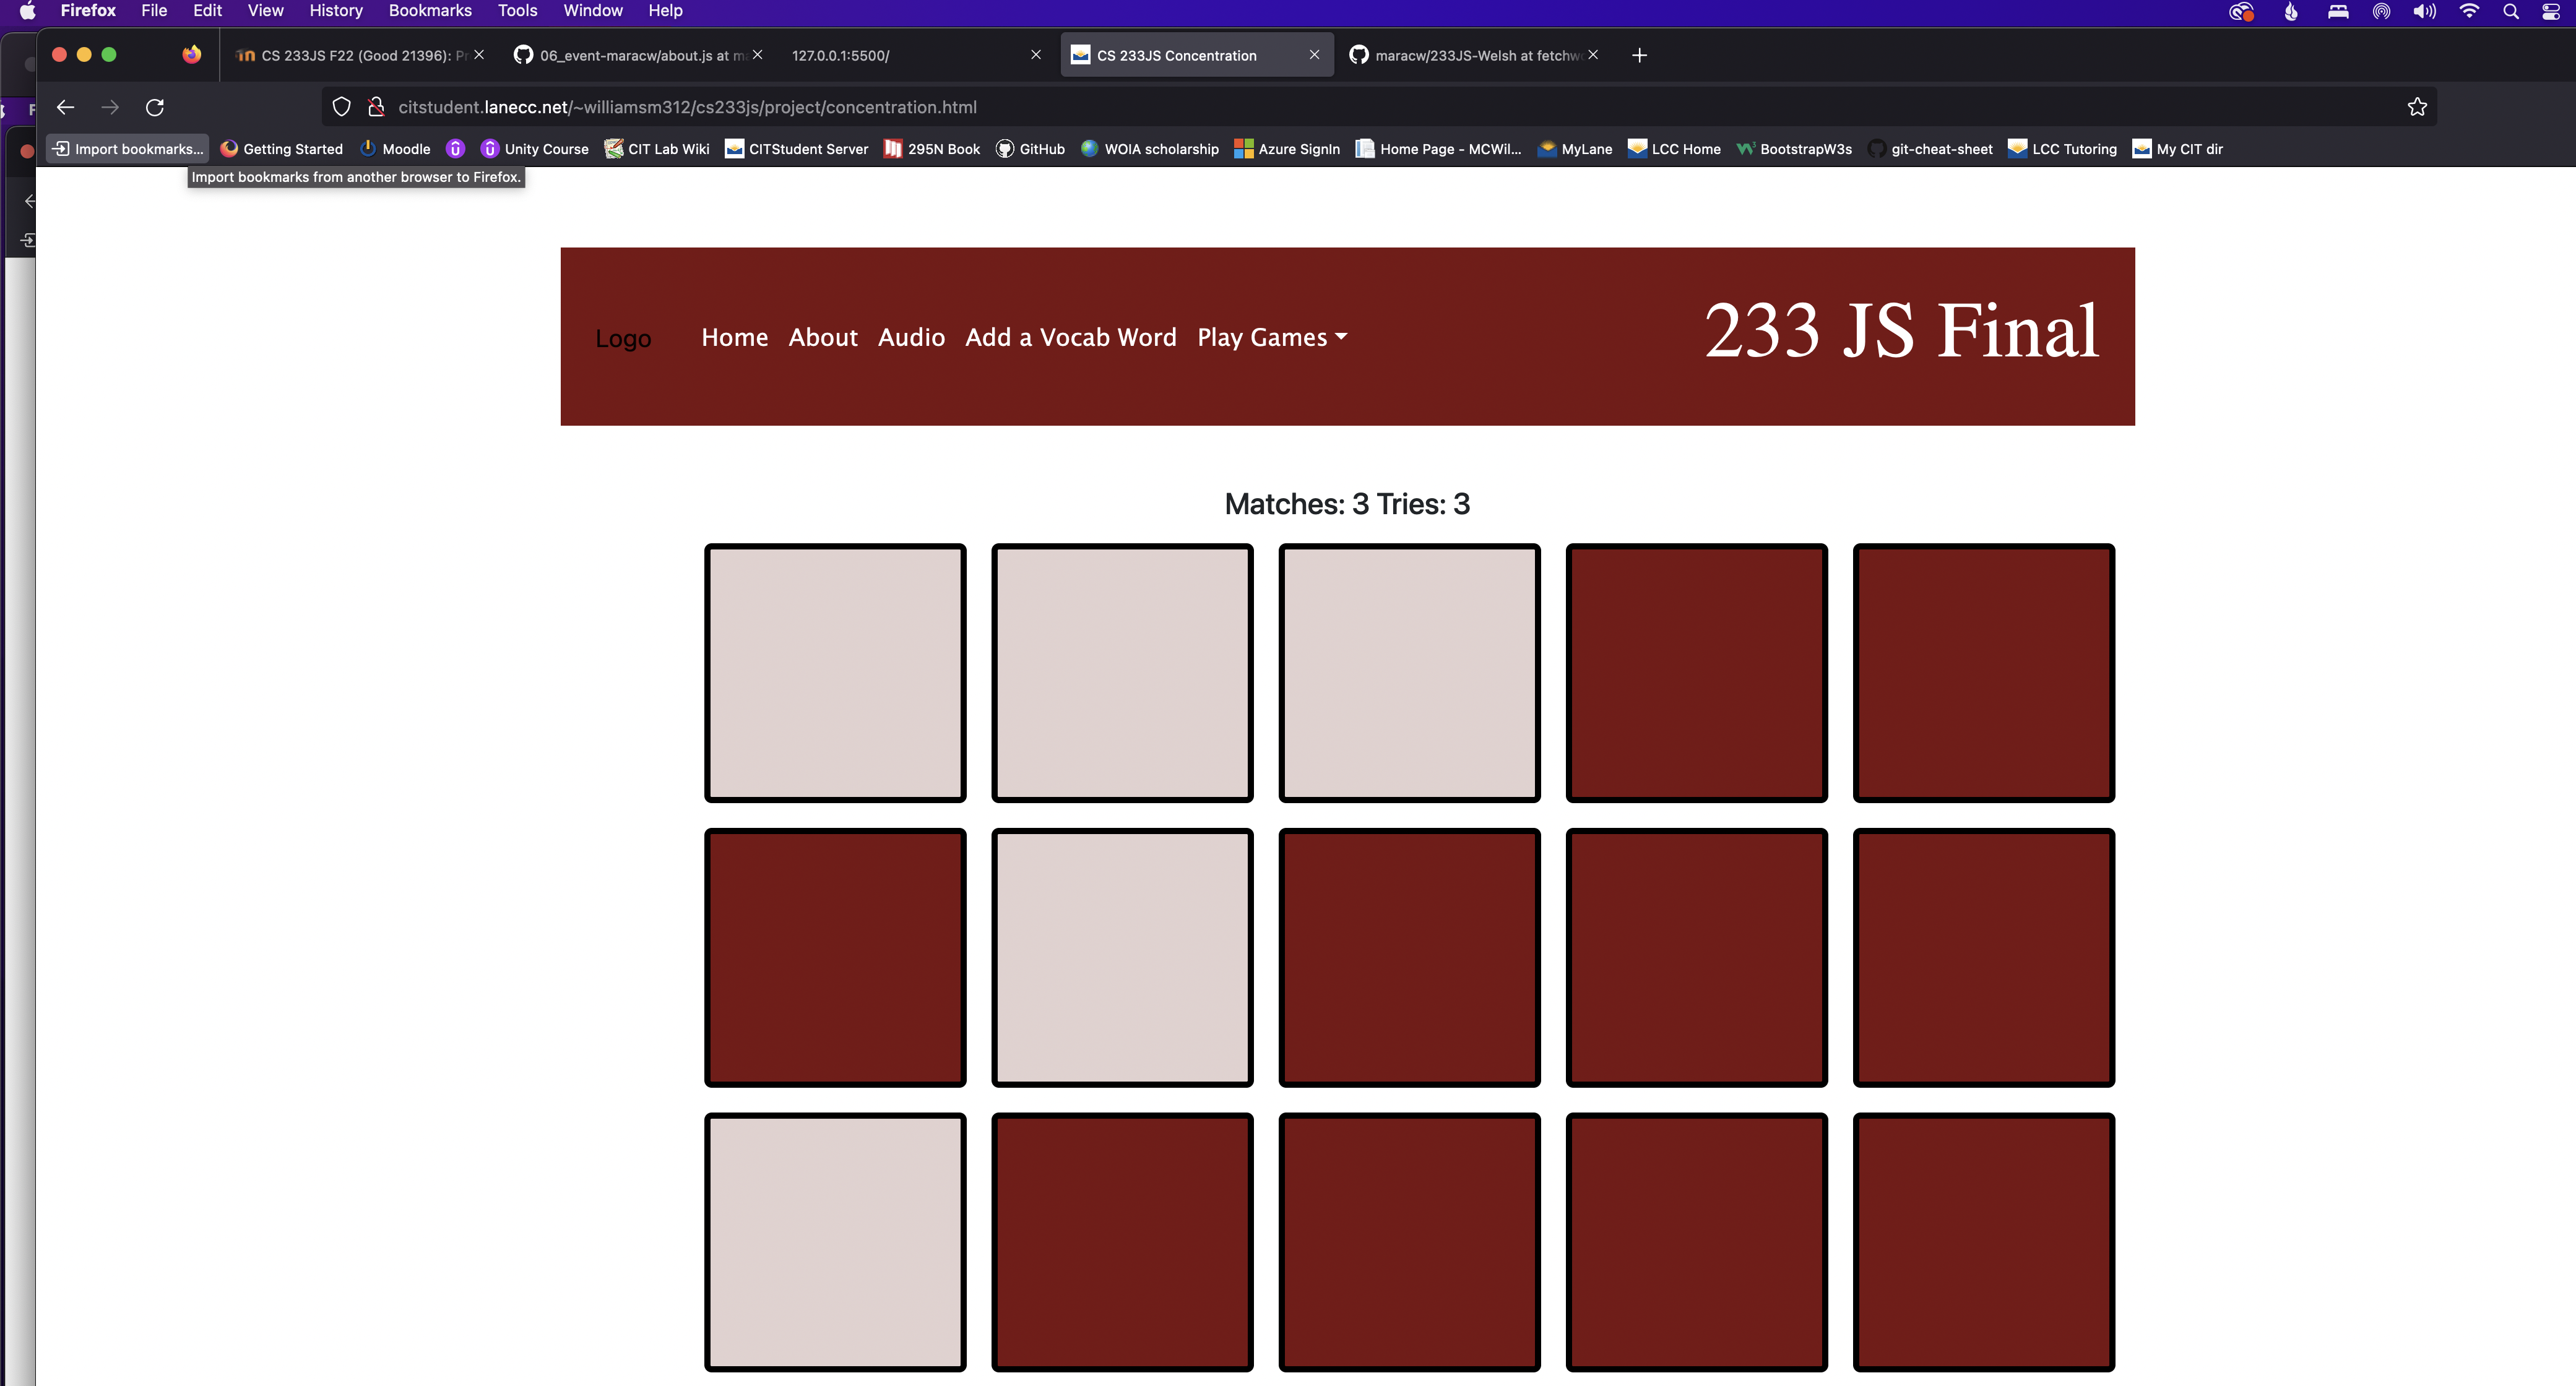 Firefox File Edit View History Bookmarks Tools Window Help
CS 233JS F22 (Good 21396): Pr 06_event-maracw/about.js at ma 127.0.0.1:5500/ CS 233JS Concentration maracw/233JS-Welsh at fetchwo
citstudent.lanecc.net/~williamsm312/cs233js/project/concentration.html
Import bookmarks... Getting Started Moodle Unity Course CIT Lab Wiki CITStudent Server 295N Book GitHub WOIA scholarship Azure SignIn Home Page - MCWil... MyLane LCC Home BootstrapW3s git-cheat-sheet LCC Tutoring My CIT dir
Import bookmarks from another browser to Firefox.
Logo Home About Audio Add a Vocab Word Play Games 233 JS Final
Matches: 3 Tries: 3